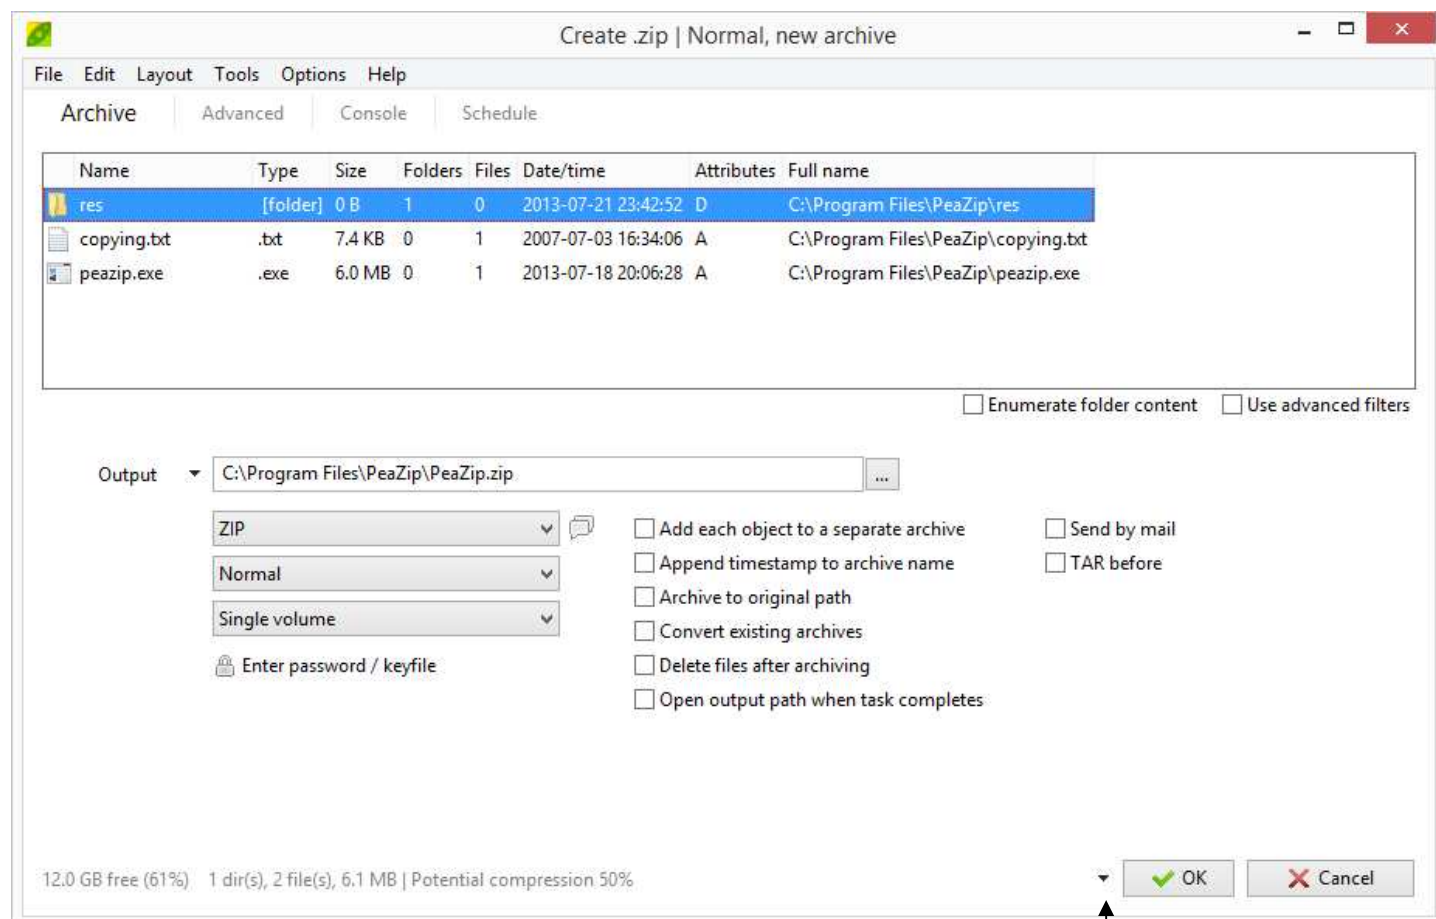 Create .zip | Normal, new archive
File Edit Layout Tools Options Help
Archive Advanced Console Schedule
Name Type Size Folders Files Date/time Attributes Full name
res [folder] 0 B 1 0 2013-07-21 23:42:52 D C:\Program Files\PeaZip\res
copying.txt .txt 7.4 KB 0 1 2007-07-03 16:34:06 A C:\Program Files\PeaZip\copying.txt
peazip.exe .exe 6.0 MB 0 1 2013-07-18 20:06:28 A C:\Program Files\PeaZip\peazip.exe
Enumerate folder content Use advanced filters
Output C:\Program Files\PeaZip\PeaZip.zip ...
ZIP Add each object to a separate archive Send by mail
Normal Append timestamp to archive name TAR before
Archive to original path
Single volume Convert existing archives
Enter password / keyfile Delete files after archiving
Open output path when task completes
12.0 GB free (61%) 1 dir(s), 2 file(s), 6.1 MB | Potential compression 50% OK Cancel